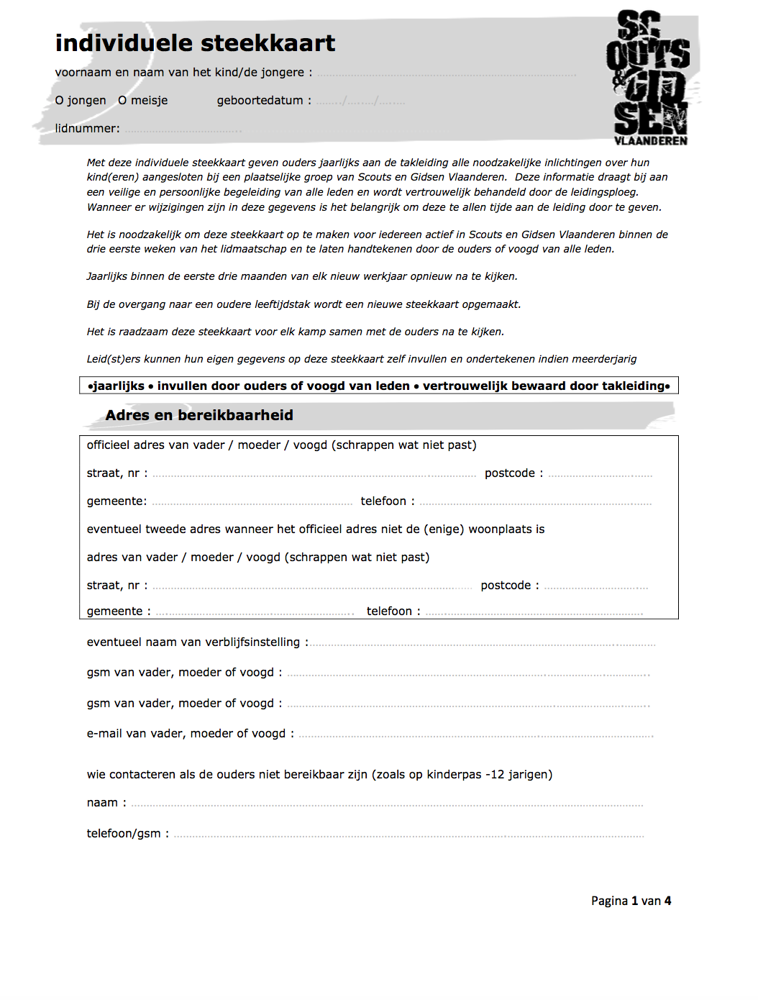 individuele steekkaart
SC
OUTS
& GID
SEN
VLAANDEREN
voornaam en naam van het kind/de jongere : ........................................................................
O jongen O meisje geboortedatum : ......../......../........
lidnummer: .................................
Met deze individuele steekkaart geven ouders jaarlijks aan de takleiding alle noodzakelijke inlichtingen over hun
kind(eren) aangesloten bij een plaatselijke groep van Scouts en Gidsen Vlaanderen. Deze informatie draagt bij aan
een veilige en persoonlijke begeleiding van alle leden en wordt vertrouwelijk behandeld door de leidingsploeg.
Wanneer er wijzigingen zijn in deze gegevens is het belangrijk om deze te allen tijde aan de leiding door te geven.
Het is noodzakelijk om deze steekkaart op te maken voor iedereen actief in Scouts en Gidsen Vlaanderen binnen de
drie eerste weken van het lidmaatschap en te laten handtekenen door de ouders of voogd van alle leden.
Jaarlijks binnen de eerste drie maanden van elk nieuw werkjaar opnieuw na te kijken.
Bij de overgang naar een oudere leeftijdstak wordt een nieuwe steekkaart opgemaakt.
Het is raadzaam deze steekkaart voor elk kamp samen met de ouders na te kijken.
Leid(st)ers kunnen hun eigen gegevens op deze steekkaart zelf invullen en ondertekenen indien meerderjarig
•jaarlijks • invullen door ouders of voogd van leden • vertrouwelijk bewaard door takleiding•
Adres en bereikbaarheid
officieel adres van vader / moeder / voogd (schrappen wat niet past)
straat, nr : .......................................................................................... postcode : .............................
gemeente: ........................................................ telefoon : .................................................................
eventueel tweede adres wanneer het officieel adres niet de (enige) woonplaats is
adres van vader / moeder / voogd (schrappen wat niet past)
straat, nr : ......................................................................................... postcode : .............................
gemeente : ....................................................... telefoon : .............................................................
eventueel naam van verblijfsinstelling :................................................................................................
gsm van vader, moeder of voogd : .....................................................................................................
gsm van vader, moeder of voogd : .....................................................................................................
e-mail van vader, moeder of voogd : ...................................................................................................
wie contacteren als de ouders niet bereikbaar zijn (zoals op kinderpas -12 jarigen)
naam : ...............................................................................................................................................
telefoon/gsm : ...................................................................................................................................
Pagina 1 van 4